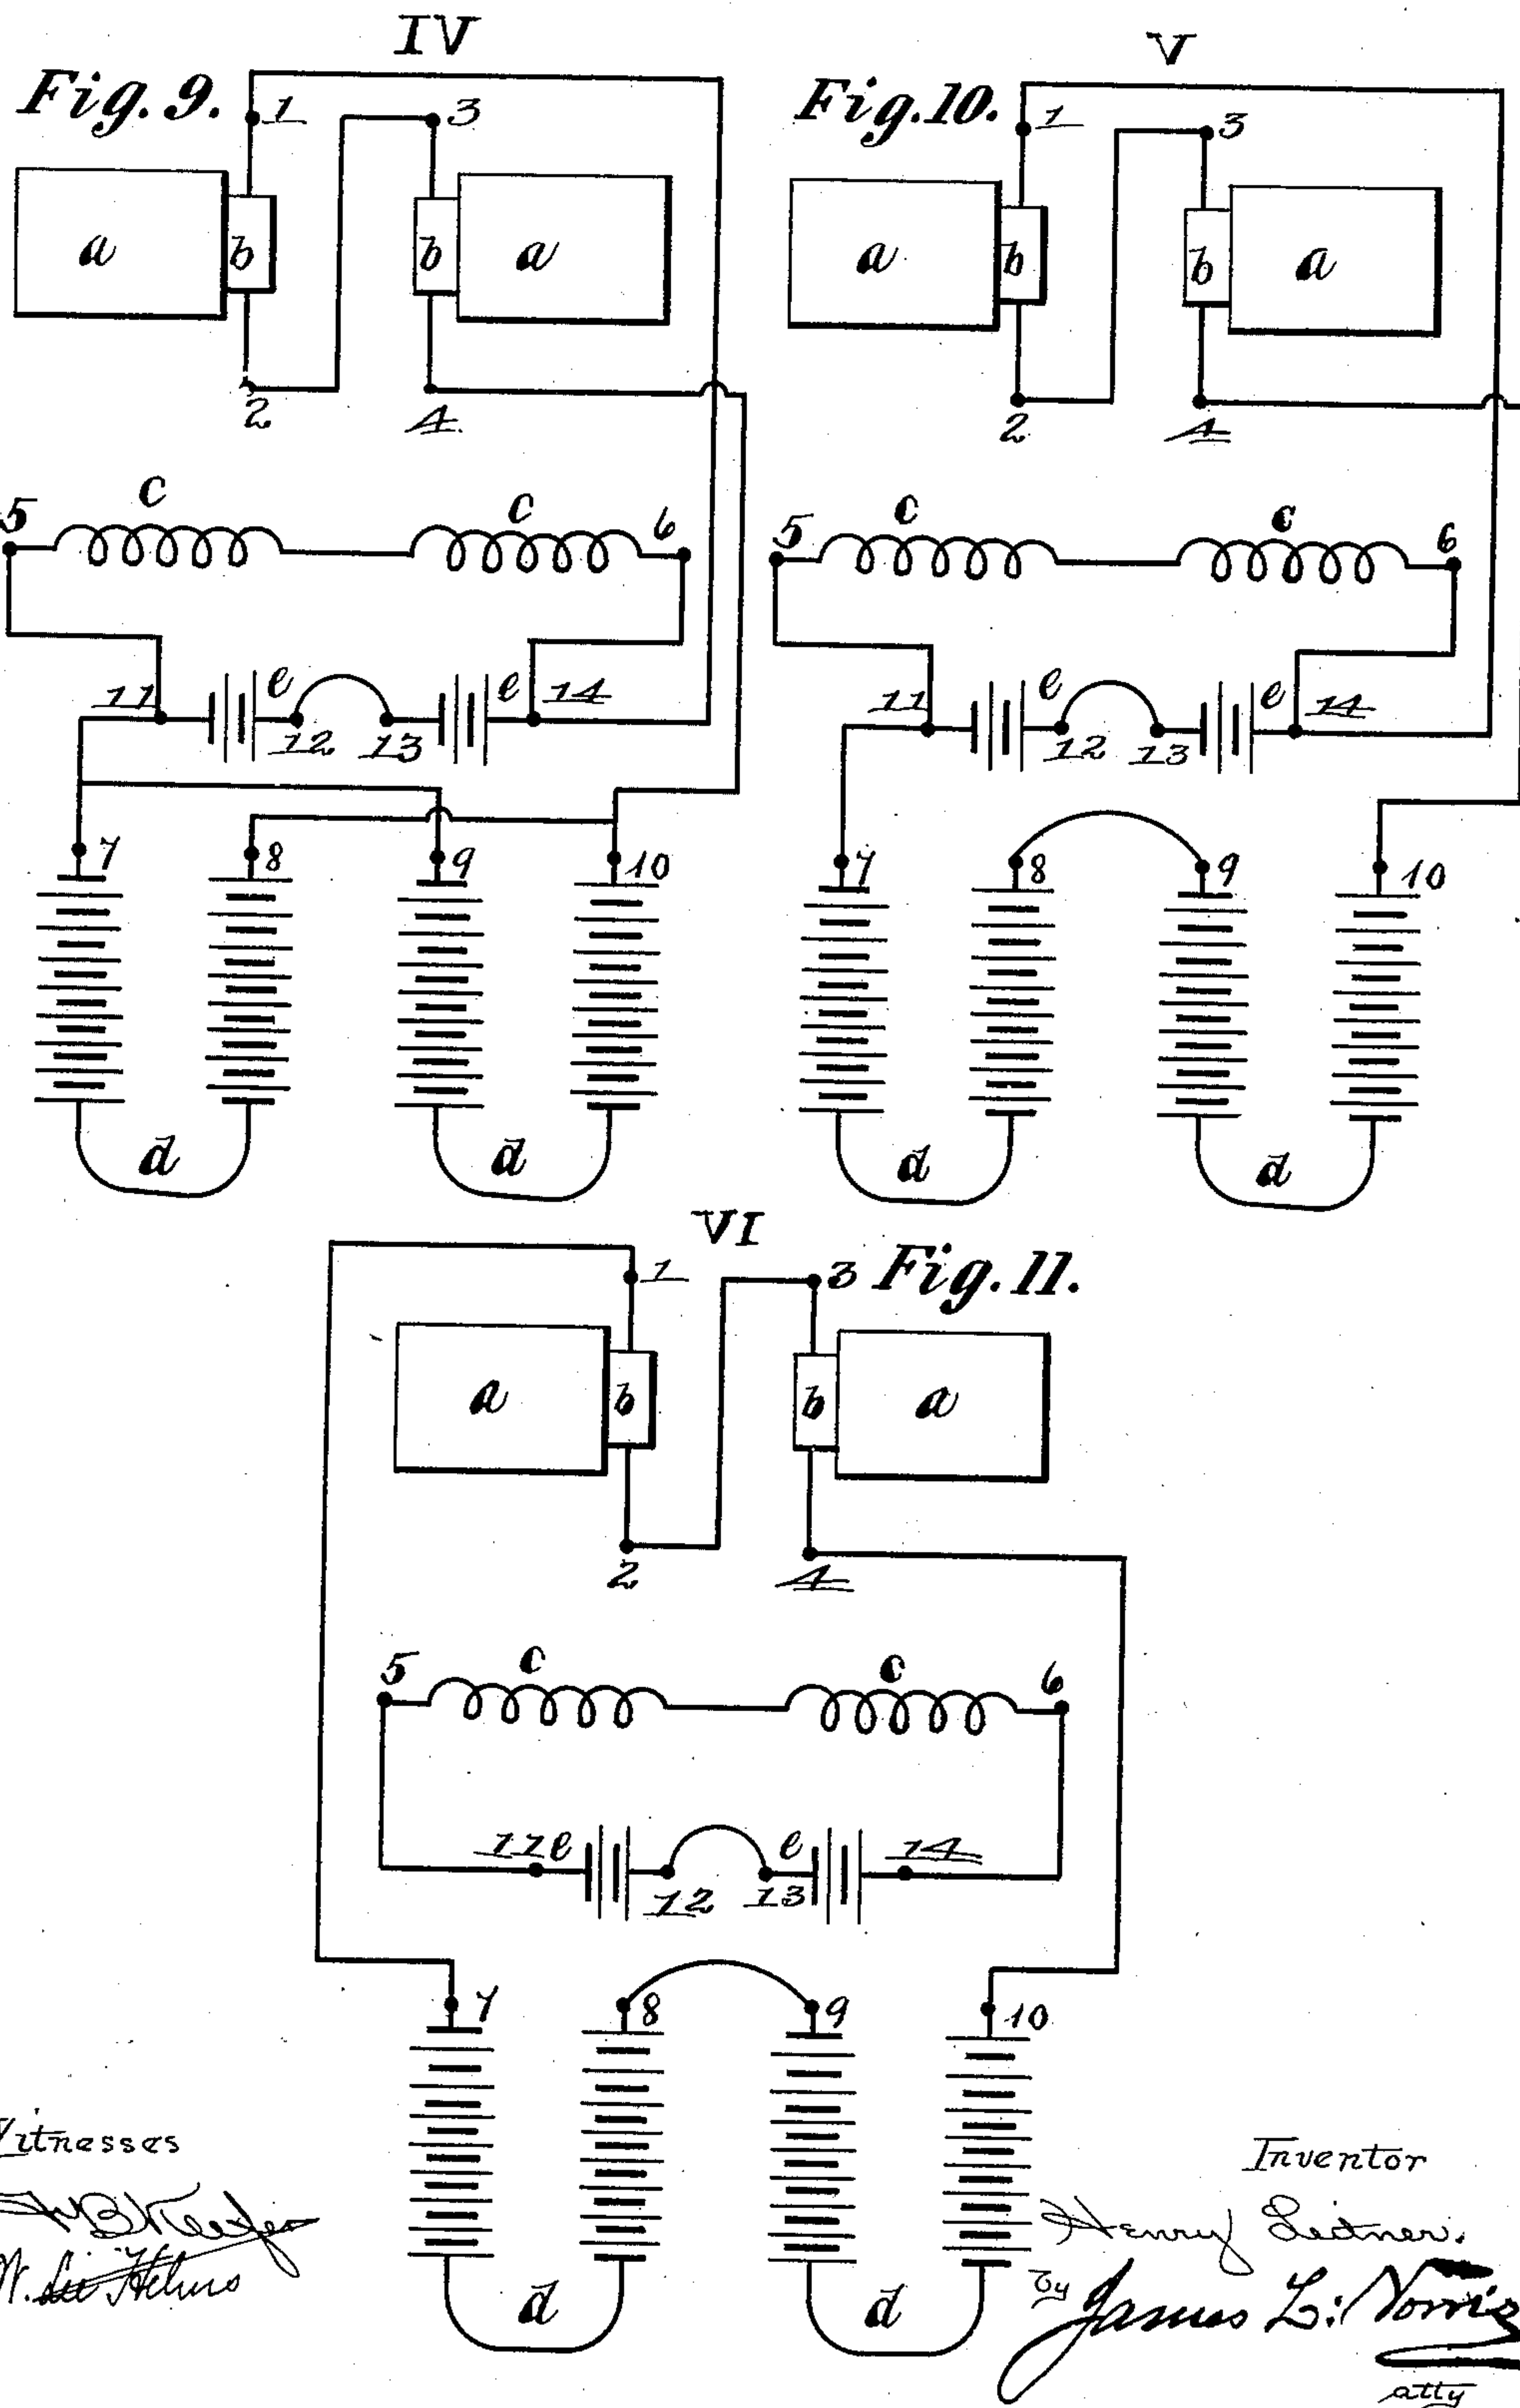 IV
Fig. 9.
1
3
a b b a
2
4
c c
5 6
e e
11 12 13 14
7 8 9 10
d d
V
Fig. 10.
1
3
a b b a
2
4
c c
5 6
e e
11 12 13 14
7 8 9 10
d d
VI
Fig. 11.
1
3
a b b a
2
4
c c
5 6
11 e e 14
12 13
7 8 9 10
d d
Witnesses
Inventor
Henry Leitner.
by
James L. Norris
atty